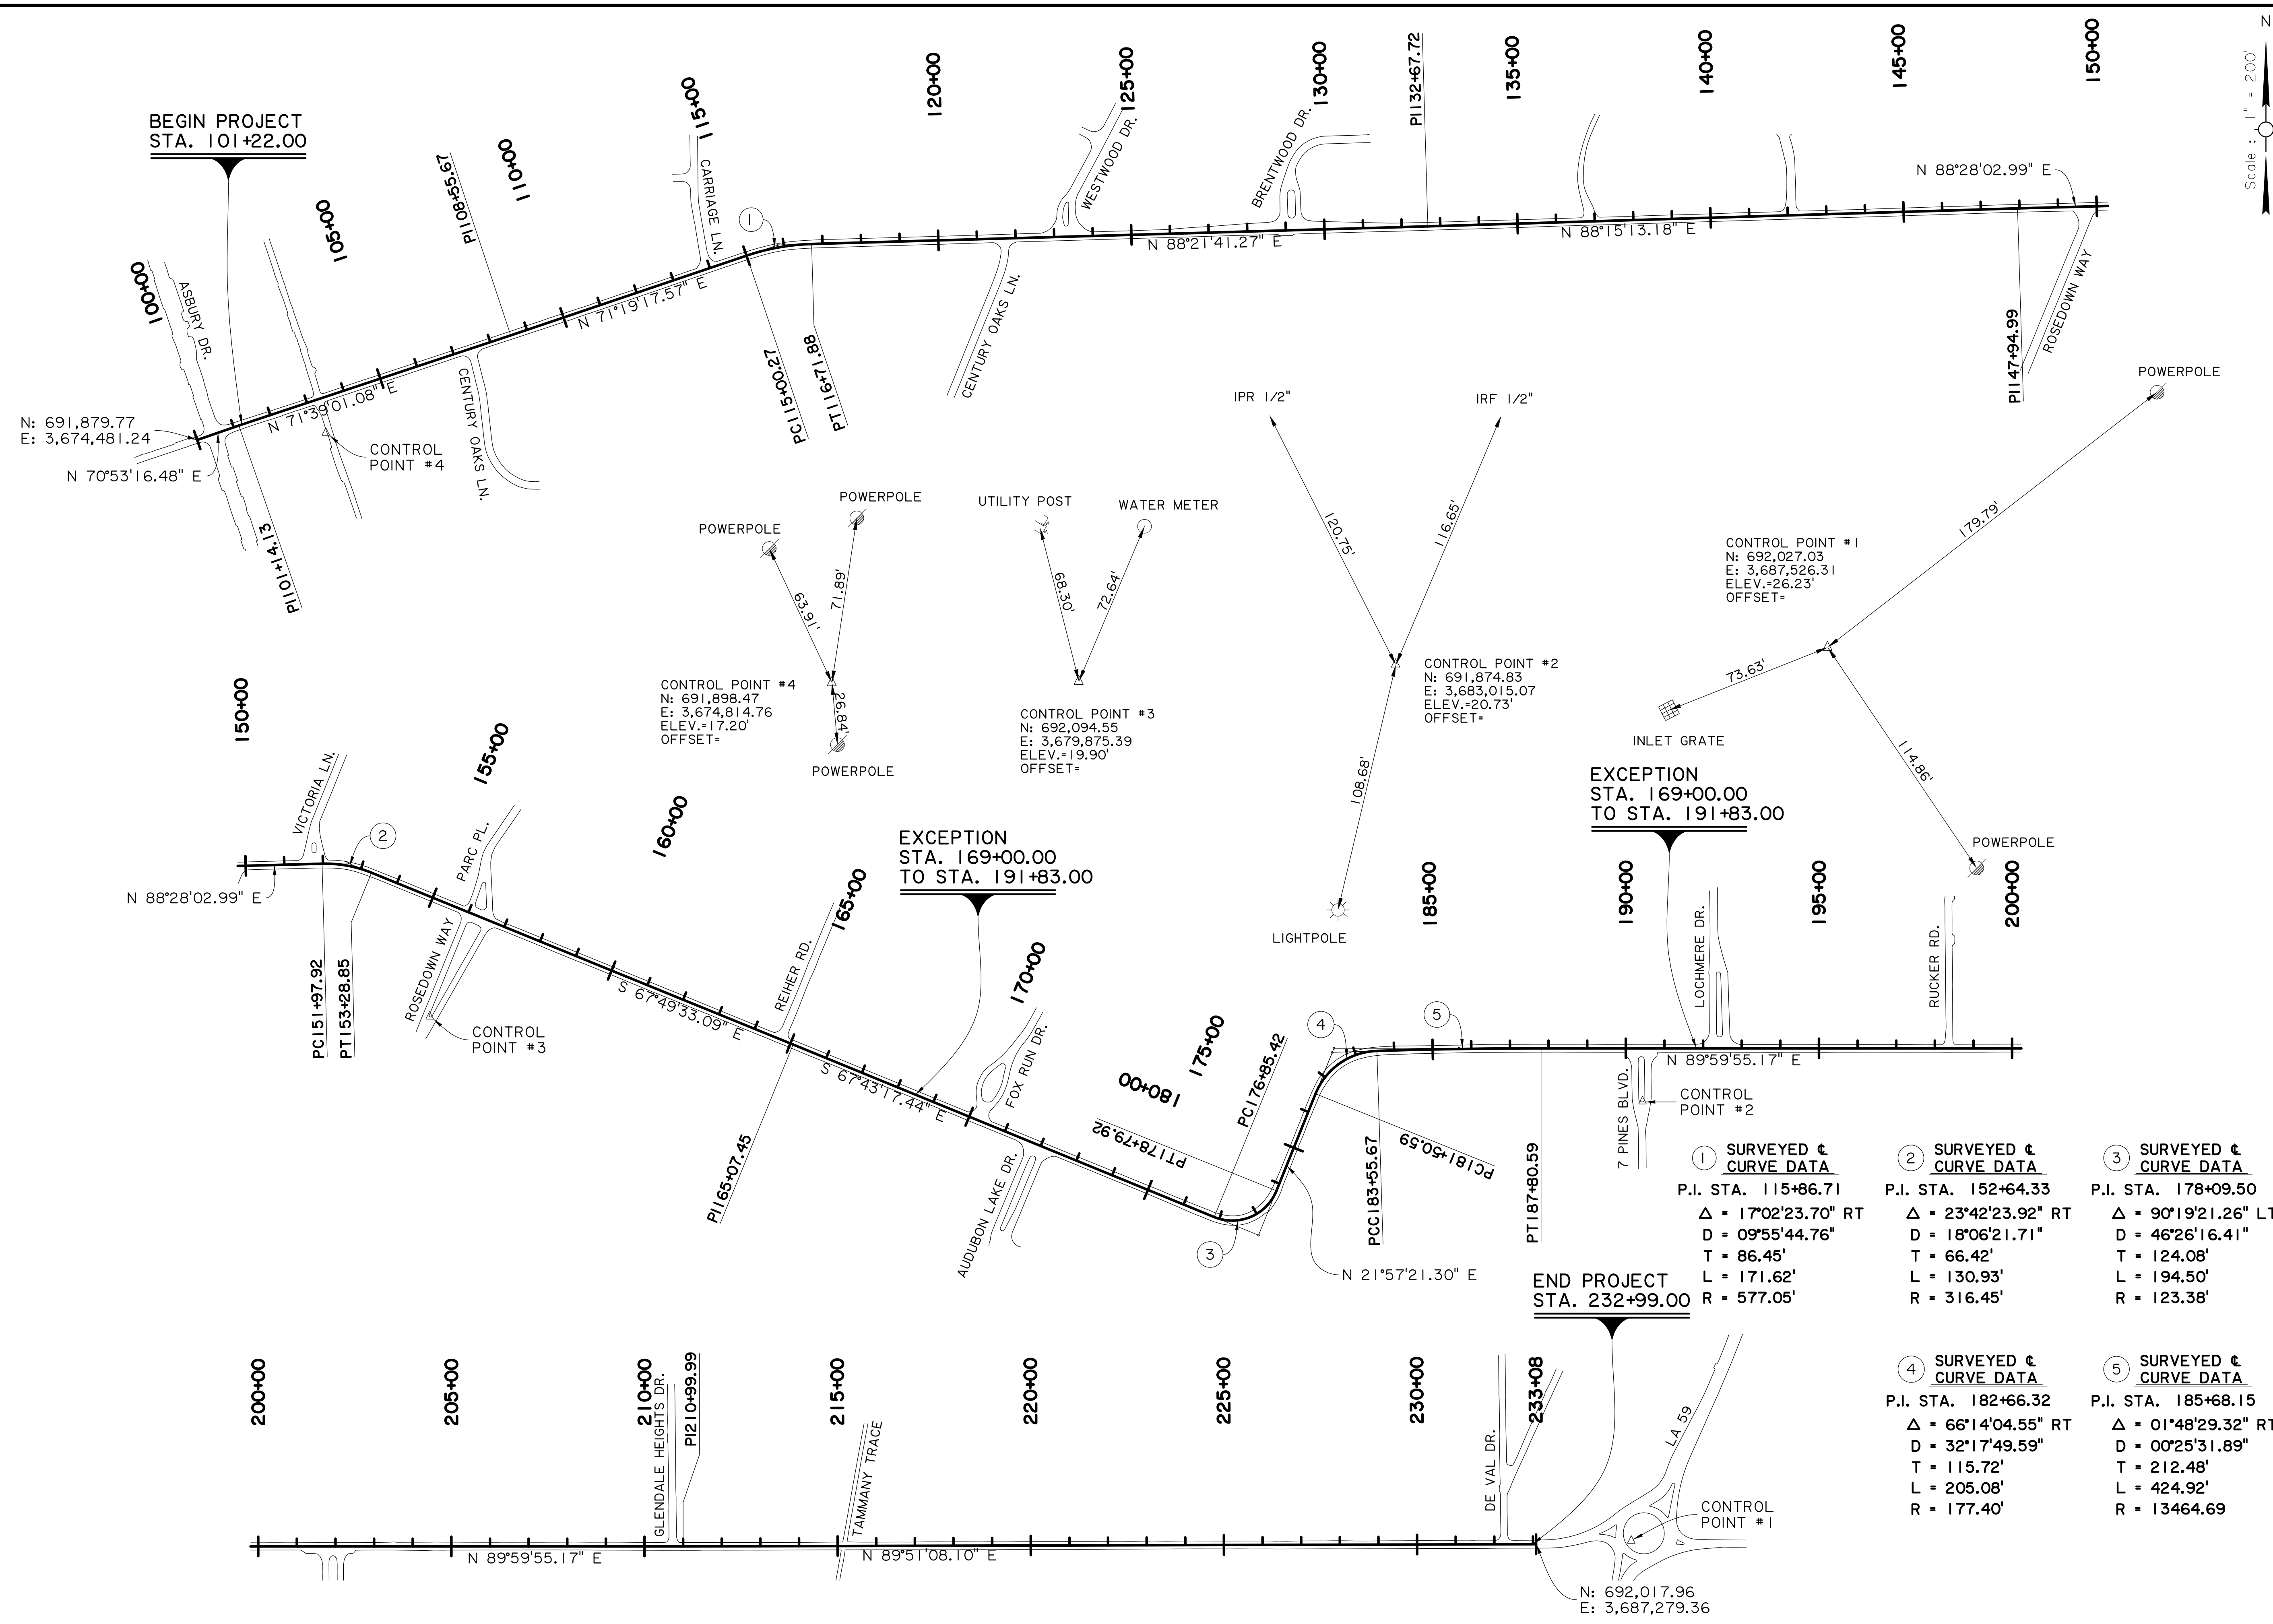 N
Scale : 1" = 200'
BEGIN PROJECT
STA. 101+22.00
100+00
105+00
110+00
115+00
120+00
125+00
130+00
135+00
140+00
145+00
150+00
PI108+55.67
PI132+67.72
ASBURY DR.
CARRIAGE LN.
1
WESTWOOD DR.
BRENTWOOD DR.
N 88°28'02.99" E
N 88°21'41.27" E
N 88°15'13.18" E
N 71°19'17.57" E
N 71°39'01.08" E
N: 691,879.77
E: 3,674,481.24
N 70°53'16.48" E
CONTROL
POINT #4
CENTURY OAKS LN.
PI101+14.13
PC115+00.27
PT116+71.88
CENTURY OAKS LN.
PI147+94.99
ROSEDOWN WAY
POWERPOLE
POWERPOLE
63.91'
71.89'
26.84'
CONTROL POINT #4
N: 691,898.47
E: 3,674,814.76
ELEV.=17.20'
OFFSET=
POWERPOLE
UTILITY POST
WATER METER
68.30'
72.64'
CONTROL POINT #3
N: 692,094.55
E: 3,679,875.39
ELEV.=19.90'
OFFSET=
IPR 1/2"
IRF 1/2"
120.75'
116.65'
CONTROL POINT #2
N: 691,874.83
E: 3,683,015.07
ELEV.=20.73'
OFFSET=
108.68'
LIGHTPOLE
POWERPOLE
179.79'
CONTROL POINT #1
N: 692,027.03
E: 3,687,526.31
ELEV.=26.23'
OFFSET=
73.63'
INLET GRATE
114.86'
POWERPOLE
150+00
155+00
160+00
165+00
170+00
175+00
180+00
185+00
190+00
195+00
200+00
VICTORIA LN.
2
PARC PL.
N 88°28'02.99" E
PC151+97.92
PT153+28.85
ROSEDOWN WAY
CONTROL
POINT #3
S 67°49'33.09" E
REIHER RD.
EXCEPTION
STA. 169+00.00
TO STA. 191+83.00
S 67°43'17.44" E
PI165+07.45
FOX RUN DR.
AUDUBON LAKE DR.
PT178+79.92
PC176+85.42
3
4
5
PCC183+55.67
PC181+50.59
N 21°57'21.30" E
PT187+80.59
EXCEPTION
STA. 169+00.00
TO STA. 191+83.00
LOCHMERE DR.
RUCKER RD.
N 89°59'55.17" E
7 PINES BLVD.
CONTROL
POINT #2
1 SURVEYED ℄
CURVE DATA
P.I. STA. 115+86.71
Δ = 17°02'23.70" RT
D = 09°55'44.76"
T = 86.45'
L = 171.62'
R = 577.05'
2 SURVEYED ℄
CURVE DATA
P.I. STA. 152+64.33
Δ = 23°42'23.92" RT
D = 18°06'21.71"
T = 66.42'
L = 130.93'
R = 316.45'
3 SURVEYED ℄
CURVE DATA
P.I. STA. 178+09.50
Δ = 90°19'21.26" LT
D = 46°26'16.41"
T = 124.08'
L = 194.50'
R = 123.38'
4 SURVEYED ℄
CURVE DATA
P.I. STA. 182+66.32
Δ = 66°14'04.55" RT
D = 32°17'49.59"
T = 115.72'
L = 205.08'
R = 177.40'
5 SURVEYED ℄
CURVE DATA
P.I. STA. 185+68.15
Δ = 01°48'29.32" RT
D = 00°25'31.89"
T = 212.48'
L = 424.92'
R = 13464.69
END PROJECT
STA. 232+99.00
200+00
205+00
210+00
215+00
220+00
225+00
230+00
233+08
GLENDALE HEIGHTS DR.
PI210+99.99
TAMMANY TRACE
DE VAL DR.
LA 59
CONTROL
POINT #1
N 89°59'55.17" E
N 89°51'08.10" E
N: 692,017.96
E: 3,687,279.36